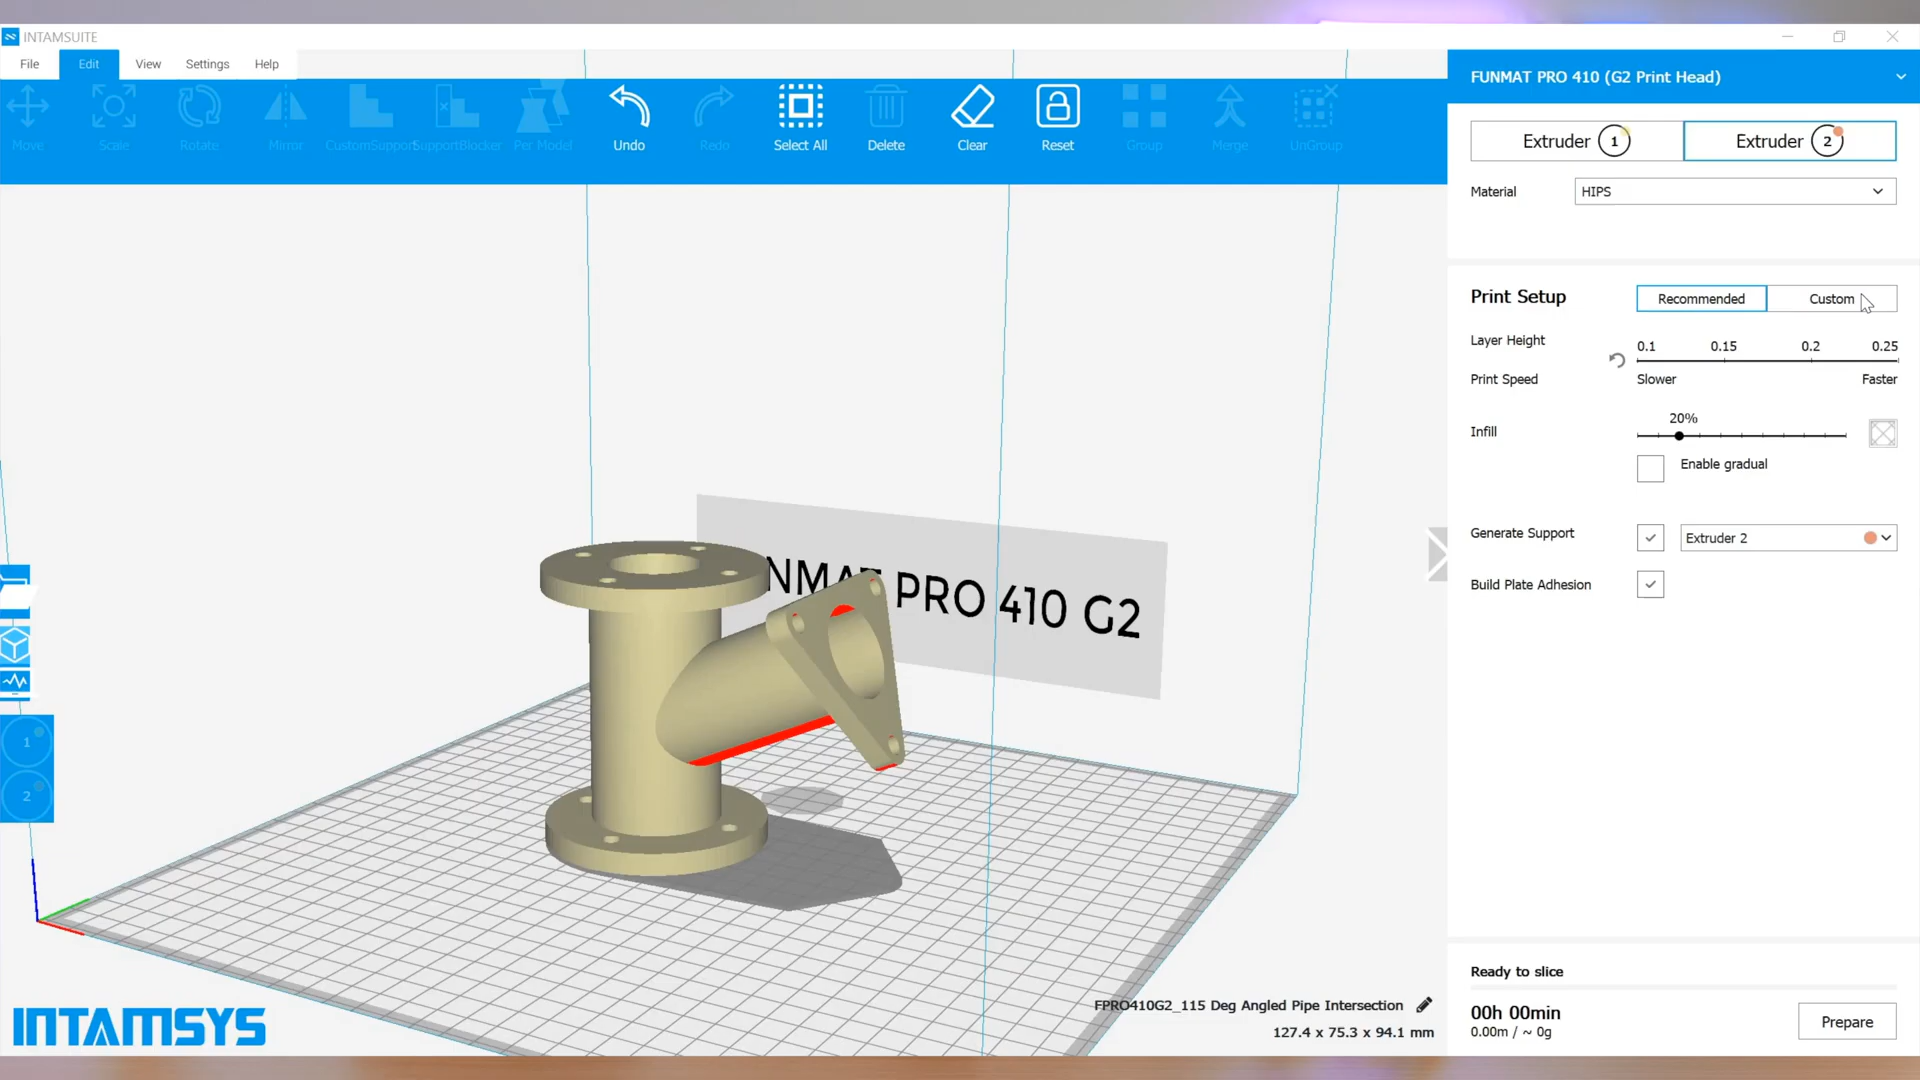 INTAMSUITE
File Edit View Settings Help
Move Scale Rotate Mirror CustomSupport SupportBlocker Per Model Undo Redo Select All Delete Clear Reset Group Merge UnGroup
FUNMAT PRO 410 (G2 Print Head)
Extruder 1 Extruder 2
Material HIPS
Print Setup Recommended Custom
Layer Height 0.1 0.15 0.2 0.25
Print Speed Slower Faster
Infill 20%
Enable gradual
Generate Support Extruder 2
Build Plate Adhesion
NMAT PRO 410 G2
1
2
FPRO410G2_115 Deg Angled Pipe Intersection
127.4 x 75.3 x 94.1 mm
INTAMSYS
Ready to slice
00h 00min
0.00m / ~ 0g
Prepare